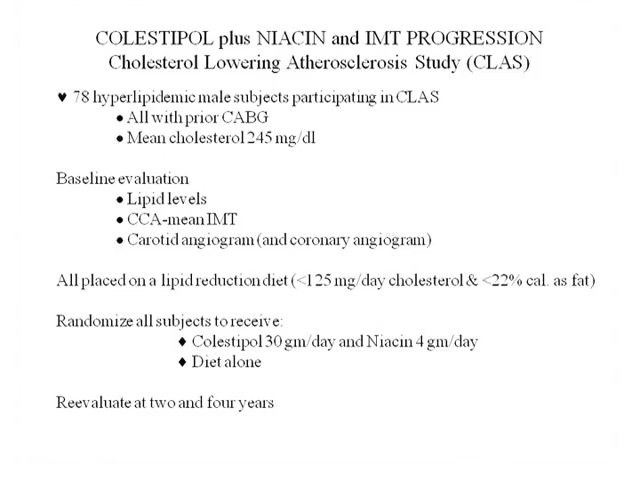 COLESTIPOL plus NIACIN and IMT PROGRESSION
Cholesterol Lowering Atherosclerosis Study (CLAS)
♥ 78 hyperlipidemic male subjects participating in CLAS
● All with prior CABG
● Mean cholesterol 245 mg/dl
Baseline evaluation
● Lipid levels
● CCA-mean IMT
● Carotid angiogram (and coronary angiogram)
All placed on a lipid reduction diet (<125 mg/day cholesterol & <22% cal. as fat)
Randomize all subjects to receive:
♦ Colestipol 30 gm/day and Niacin 4 gm/day
♦ Diet alone
Reevaluate at two and four years